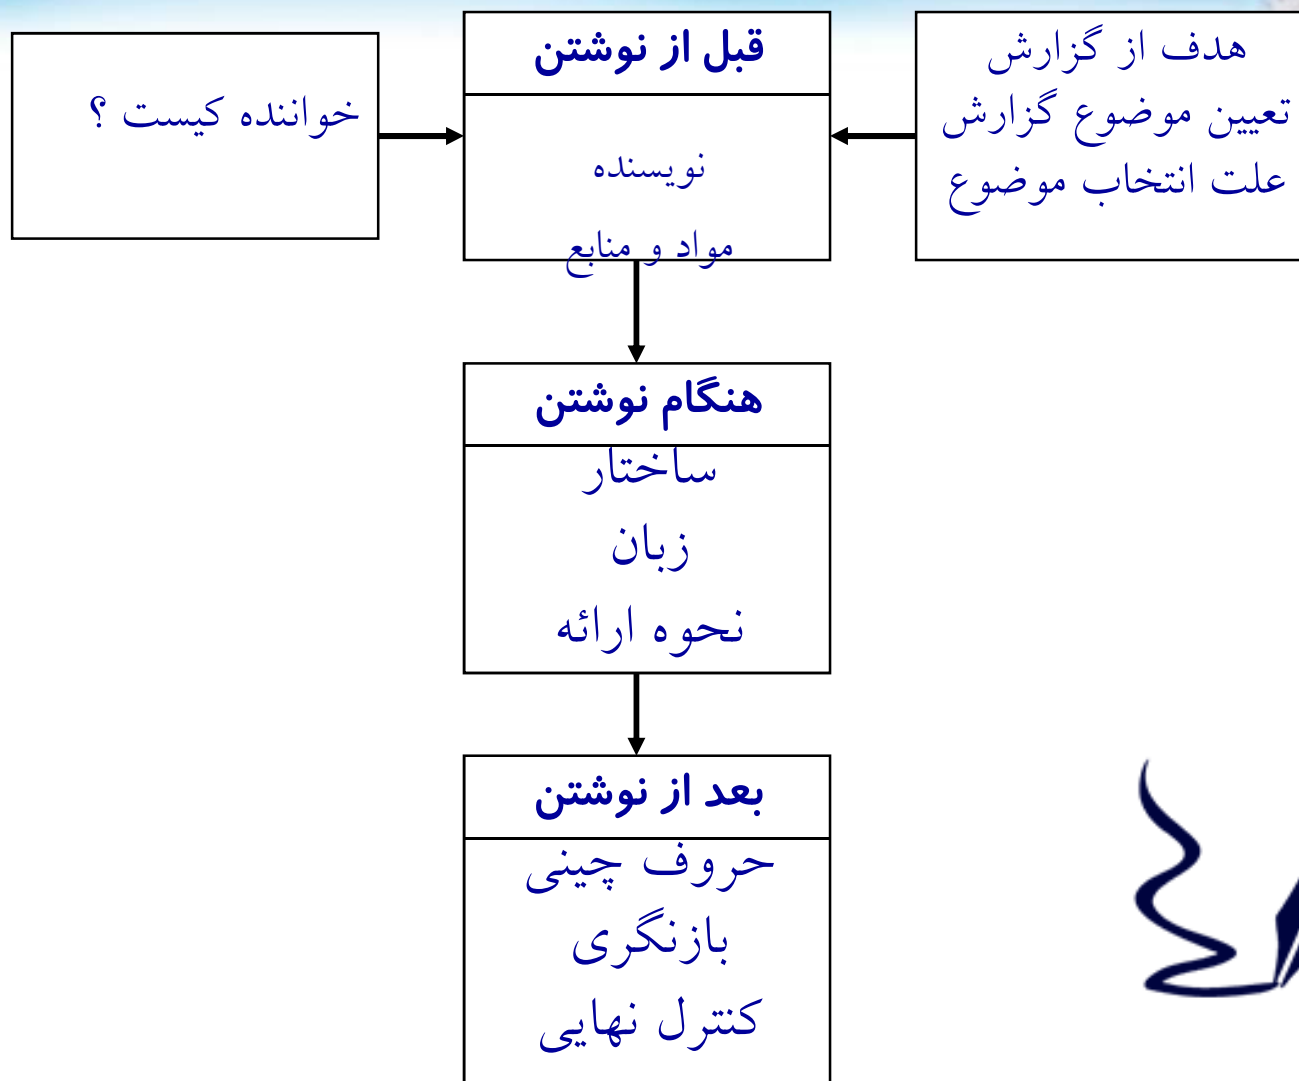 هدف از گزارش
تعیین موضوع گزارش
علت انتخاب موضوع
قبل از نوشتن
نویسنده
مواد و منابع
خواننده کیست ؟
هنگام نوشتن
ساختار
زبان
نحوه ارائه
بعد از نوشتن
حروف چینی
بازنگری
کنترل نهایی